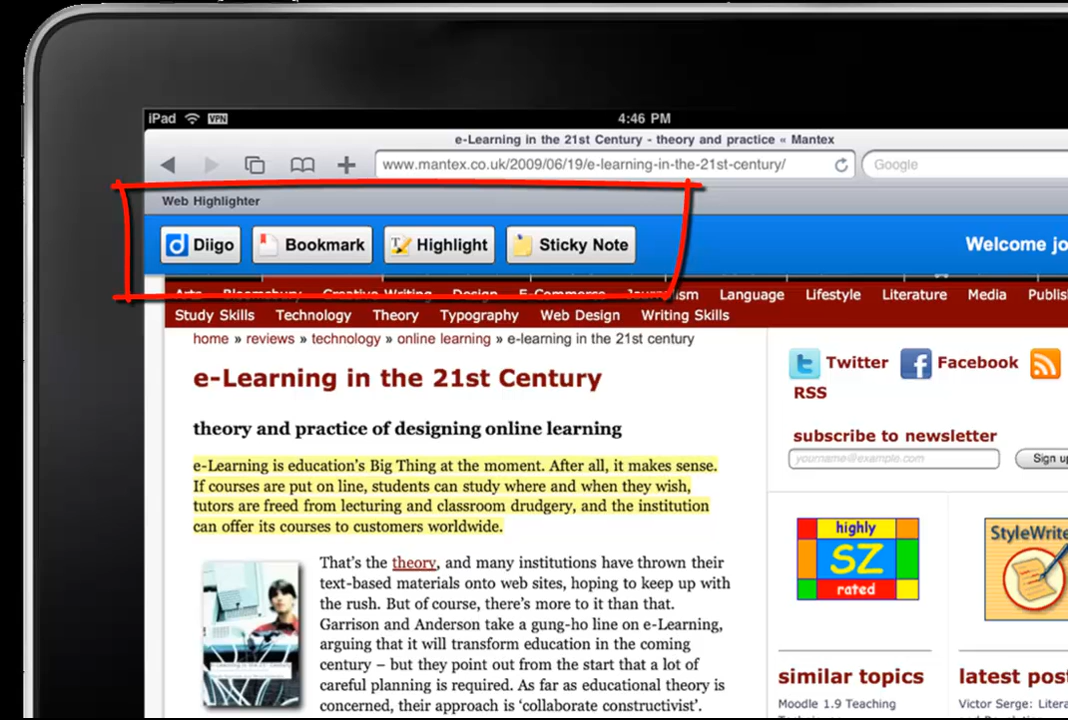 iPad VPN 4:46 PM
e-Learning in the 21st Century - theory and practice « Mantex
www.mantex.co.uk/2009/06/19/e-learning-in-the-21st-century/ Google
Web Highlighter
Diigo Bookmark Highlight Sticky Note Welcome
Arts Bloomsbury Creative Writing Design E-Commerce Journalism Language Lifestyle Literature Media
Study Skills Technology Theory Typography Web Design Writing Skills
home » reviews » technology » online learning » e-learning in the 21st century
Twitter Facebook
RSS
e-Learning in the 21st Century
theory and practice of designing online learning
subscribe to newsletter
yourname@example.com Sign up
e-Learning is education's Big Thing at the moment. After all, it makes sense.
If courses are put on line, students can study where and when they wish,
tutors are freed from lecturing and classroom drudgery, and the institution
can offer its courses to customers worldwide.
highly
SZ
rated
StyleWrite
That's the theory, and many institutions have thrown their
text-based materials onto web sites, hoping to keep up with
the rush. But of course, there's more to it than that.
Garrison and Anderson take a gung-ho line on e-Learning,
arguing that it will transform education in the coming
century – but they point out from the start that a lot of
careful planning is required. As far as educational theory is
concerned, their approach is 'collaborate constructivist'.
similar topics
Moodle 1.9 Teaching
latest post
Victor Serge: